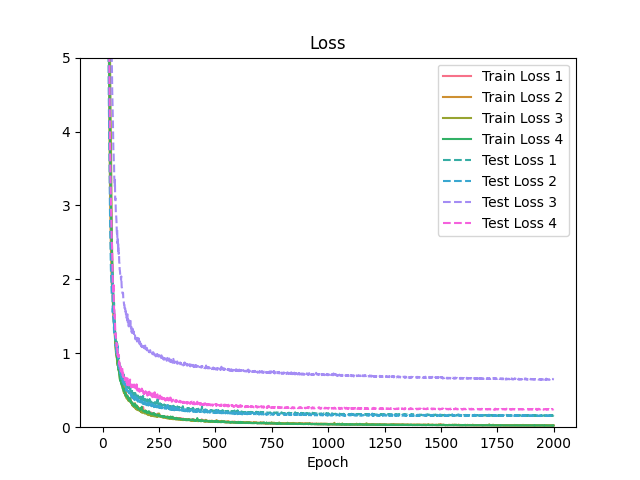 Loss
5
4
3
2
1
0
0 250 500 750 1000 1250 1500 1750 2000
Epoch
Train Loss 1
Train Loss 2
Train Loss 3
Train Loss 4
Test Loss 1
Test Loss 2
Test Loss 3
Test Loss 4